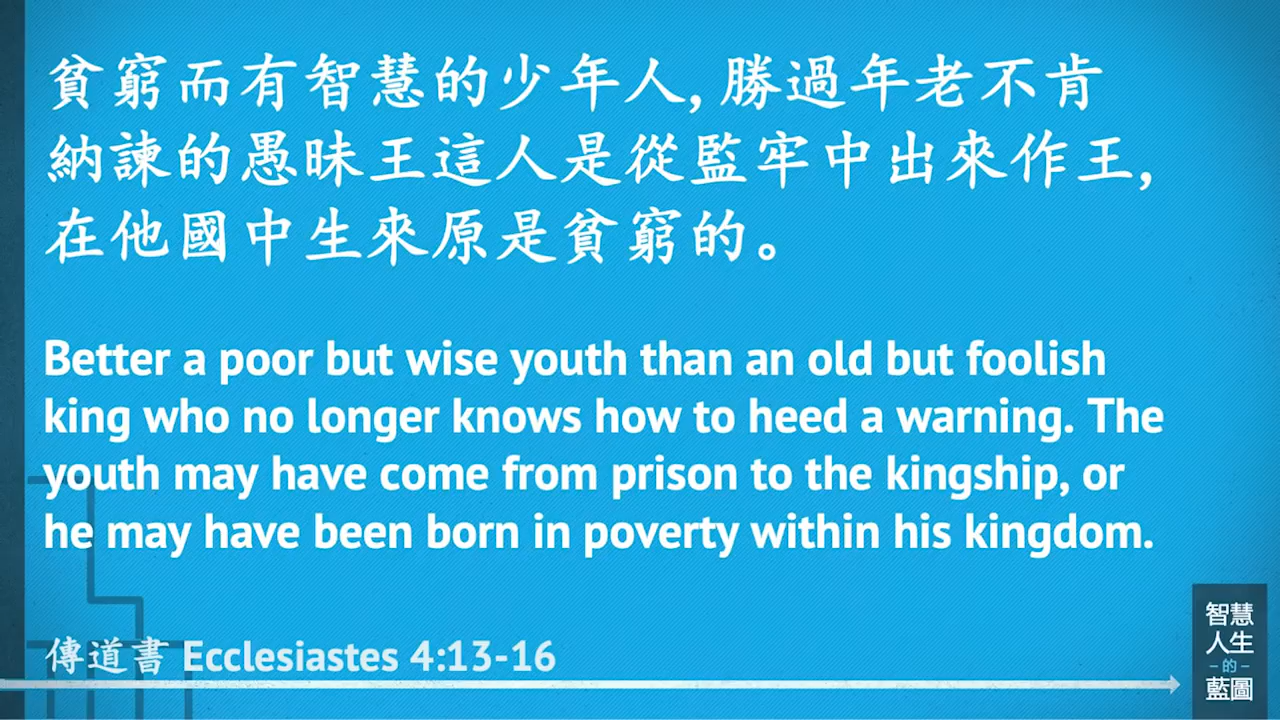 貧窮而有智慧的少年人，勝過年老不肯
納諫的愚昧王這人是從監牢中出來作王，
在他國中生來原是貧窮的。
Better a poor but wise youth than an old but foolish
king who no longer knows how to heed a warning. The
youth may have come from prison to the kingship, or
he may have been born in poverty within his kingdom.
傳道書 Ecclesiastes 4:13-16
智慧
人生
–的–
藍圖